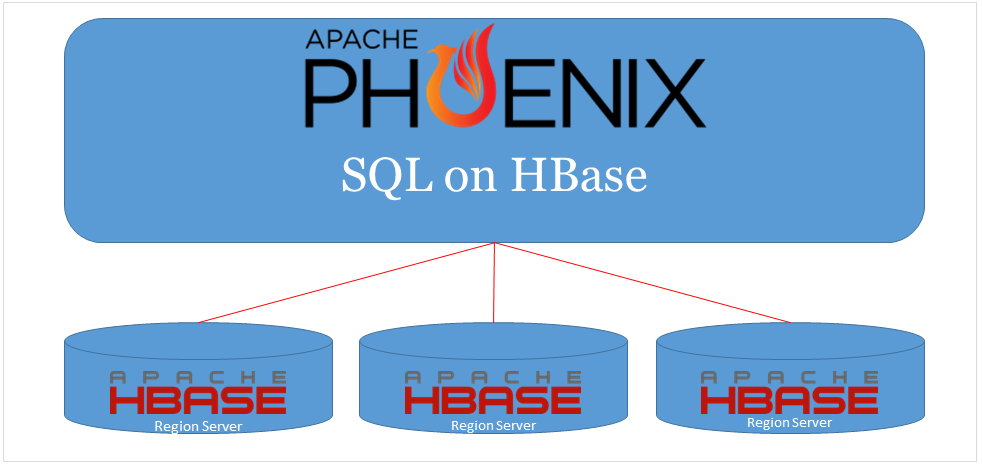 APACHE
PHOENIX
SQL on HBase
APACHE
HBASE
Region Server
APACHE
HBASE
Region Server
APACHE
HBASE
Region Server